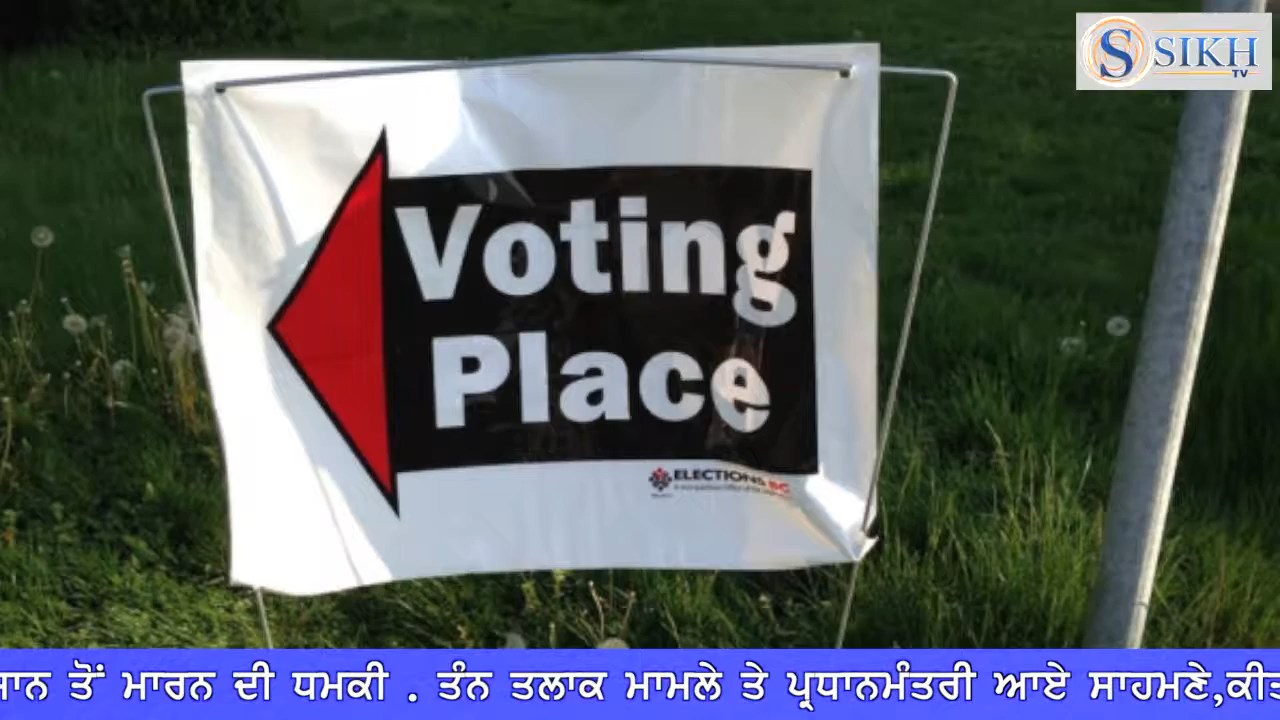 SIKH
TV
Voting
Place
ELECTIONS BC
ਤੋਂ ਮਾਰਨ ਦੀ ਧਮਕੀ . ਤੰਨ ਤਲਾਕ ਮਾਮਲੇ ਤੇ ਪ੍ਰਧਾਨਮੰਤਰੀ ਆਏ ਸਾਹਮਣੇ,